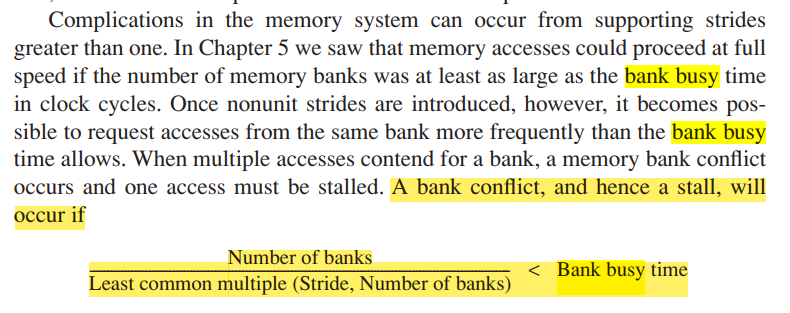 Complications in the memory system can occur from supporting strides
greater than one. In Chapter 5 we saw that memory accesses could proceed at full
speed if the number of memory banks was at least as large as the bank busy time
in clock cycles. Once nonunit strides are introduced, however, it becomes pos-
sible to request accesses from the same bank more frequently than the bank busy
time allows. When multiple accesses contend for a bank, a memory bank conflict
occurs and one access must be stalled. A bank conflict, and hence a stall, will
occur if
Number of banks
Least common multiple (Stride, Number of banks)
< Bank busy time